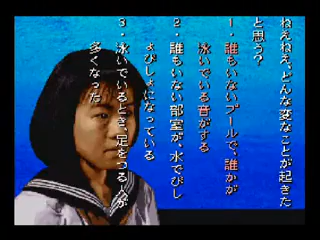 ねえねえ、どんな変なことが起きた
と思う？
１・誰もいないプールで、誰かが
泳いでいる音がする
２・誰もいない部室が、水でびし
ょびしょになっている
３・泳いでいるとき、足をつる人が
多くなった